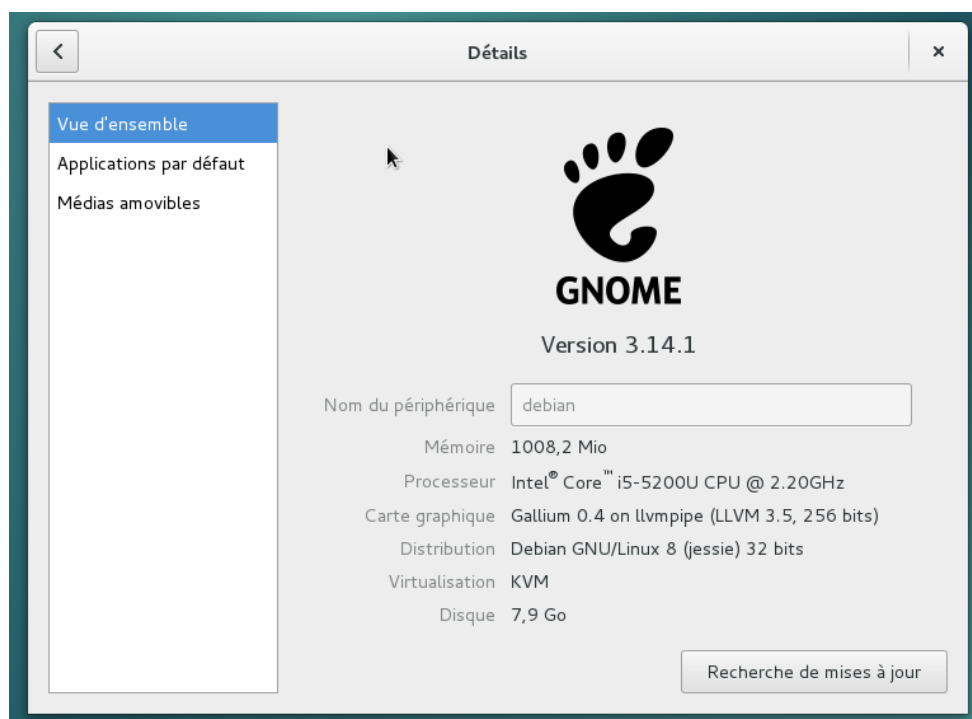 Détails
Vue d'ensemble
Applications par défaut
Médias amovibles
GNOME
Version 3.14.1
Nom du périphérique debian
Mémoire 1008,2 Mio
Processeur Intel® Core™ i5-5200U CPU @ 2.20GHz
Carte graphique Gallium 0.4 on llvmpipe (LLVM 3.5, 256 bits)
Distribution Debian GNU/Linux 8 (jessie) 32 bits
Virtualisation KVM
Disque 7,9 Go
Recherche de mises à jour